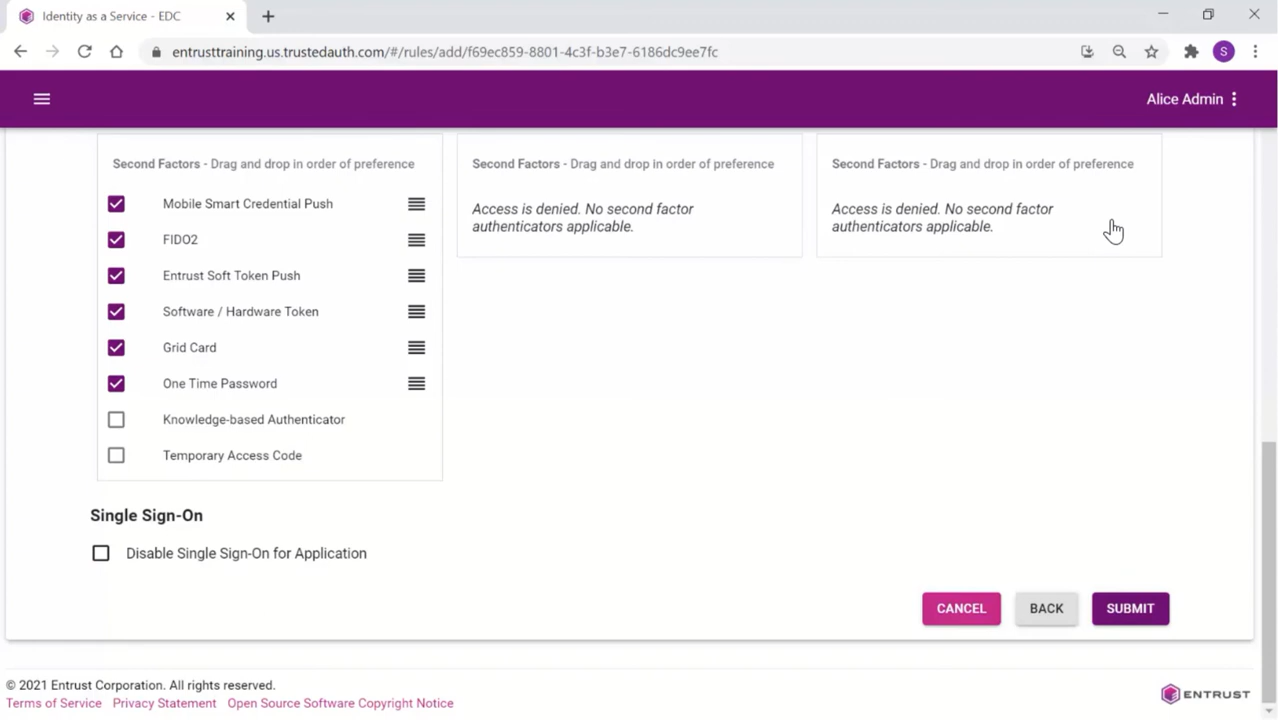 Identity as a Service - EDC
entrusttraining.us.trustedauth.com/#/rules/add/f69ec859-8801-4c3f-b3e7-6186dc9ee7fc
S
Alice Admin
Second Factors - Drag and drop in order of preference
Mobile Smart Credential Push
FIDO2
Entrust Soft Token Push
Software / Hardware Token
Grid Card
One Time Password
Knowledge-based Authenticator
Temporary Access Code
Second Factors - Drag and drop in order of preference
Access is denied. No second factor
authenticators applicable.
Second Factors - Drag and drop in order of preference
Access is denied. No second factor
authenticators applicable.
Single Sign-On
Disable Single Sign-On for Application
CANCEL
BACK
SUBMIT
© 2021 Entrust Corporation. All rights reserved.
Terms of Service Privacy Statement Open Source Software Copyright Notice
ENTRUST